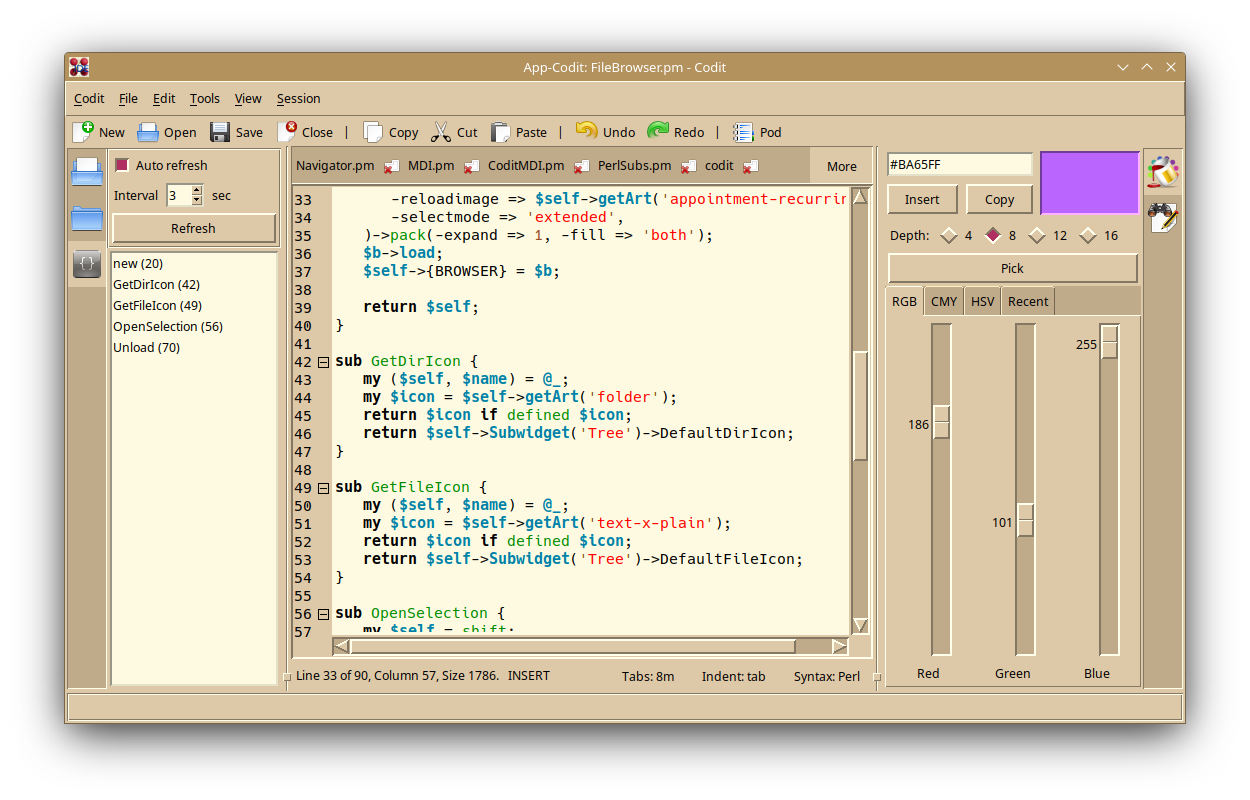 App-Codit: FileBrowser.pm - Codit
Codit File Edit Tools View Session
New Open Save Close | Copy Cut Paste | Undo Redo | Pod
Auto refresh
Interval 3 sec
Refresh
new (20)
GetDirIcon (42)
GetFileIcon (49)
OpenSelection (56)
Unload (70)
Navigator.pm MDI.pm CoditMDI.pm PerlSubs.pm codit More
33 -reloadimage => $self->getArt('appointment-recurrin
34 -selectmode => 'extended',
35 )->pack(-expand => 1, -fill => 'both');
36 $b->load;
37 $self->{BROWSER} = $b;
38
39 return $self;
40 }
41
42 sub GetDirIcon {
43 my ($self, $name) = @_;
44 my $icon = $self->getArt('folder');
45 return $icon if defined $icon;
46 return $self->Subwidget('Tree')->DefaultDirIcon;
47 }
48
49 sub GetFileIcon {
50 my ($self, $name) = @_;
51 my $icon = $self->getArt('text-x-plain');
52 return $icon if defined $icon;
53 return $self->Subwidget('Tree')->DefaultFileIcon;
54 }
55
56 sub OpenSelection {
57 my $self = shift;
Line 33 of 90, Column 57, Size 1786. INSERT Tabs: 8m Indent: tab Syntax: Perl
#BA65FF
Insert Copy
Depth: 4 8 12 16
Pick
RGB CMY HSV Recent
255
186
101
Red Green Blue